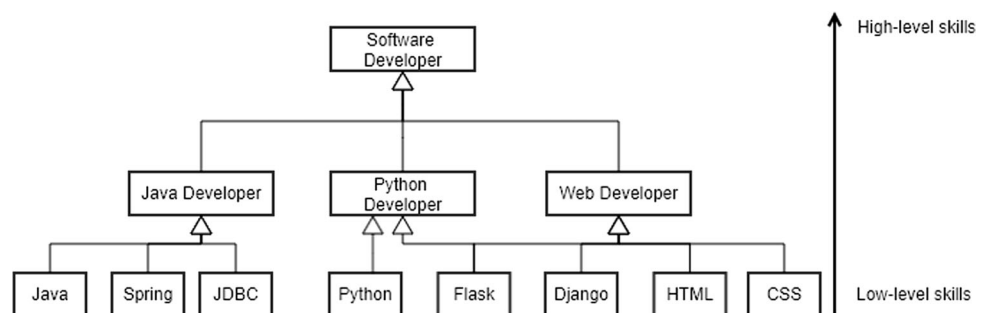 Software
Developer
High-level skills
Java Developer
Python
Developer
Web Developer
Java
Spring
JDBC
Python
Flask
Django
HTML
CSS
Low-level skills